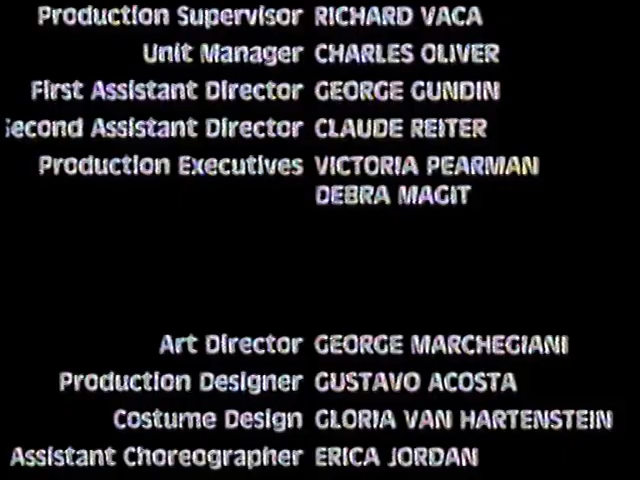 Production Supervisor RICHARD VACA
Unit Manager CHARLES OLIVER
First Assistant Director GEORGE GUNDIN
Second Assistant Director CLAUDE REITER
Production Executives VICTORIA PEARMAN
DEBRA MAGIT
Art Director GEORGE MARCHEGIANI
Production Designer GUSTAVO ACOSTA
Costume Design GLORIA VAN HARTENSTEIN
Assistant Choreographer ERICA JORDAN